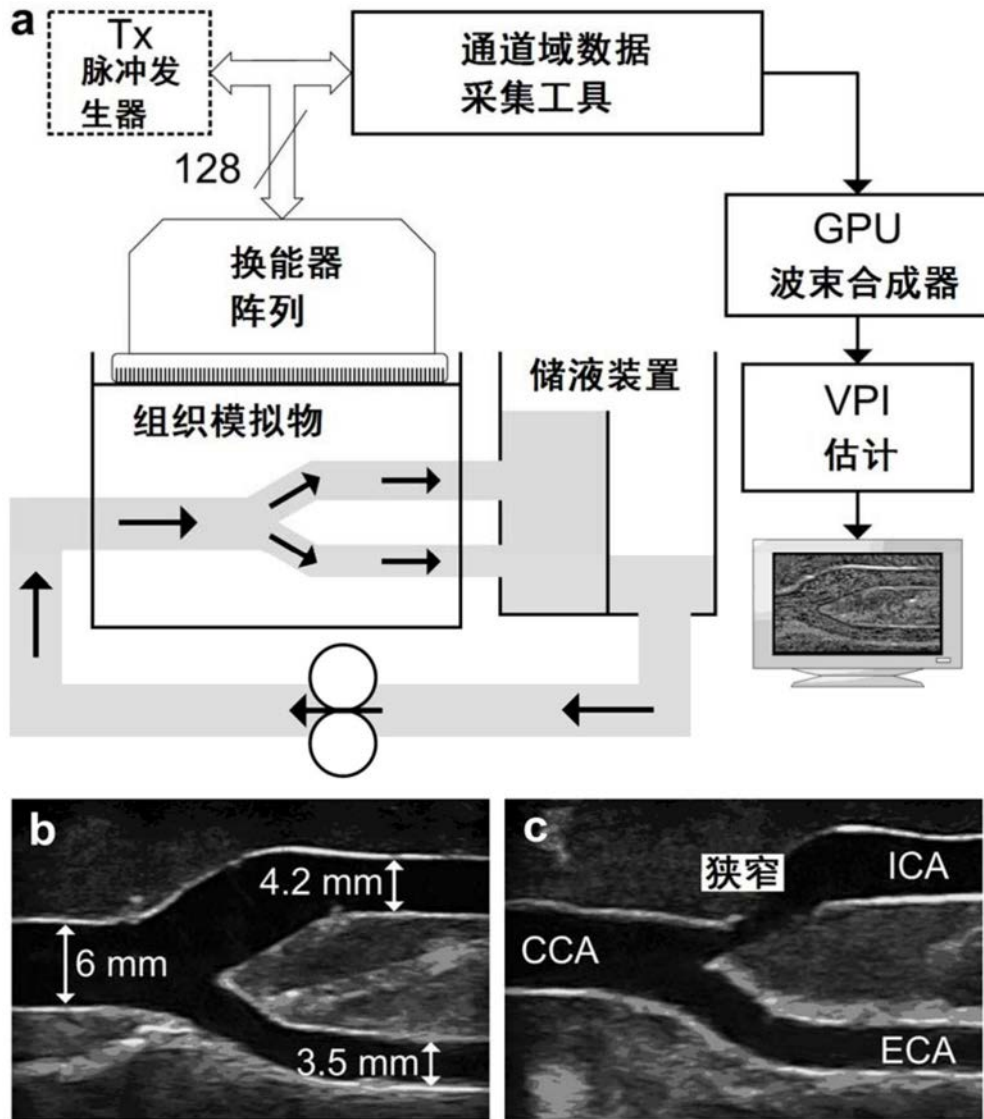 a
Tx
脉冲发
生器
通道域数据
采集工具
128
换能器
阵列
GPU
波束合成器
储液装置
组织模拟物
VPI
估计
b
4.2 mm
6 mm
3.5 mm
c
狭窄
ICA
CCA
ECA